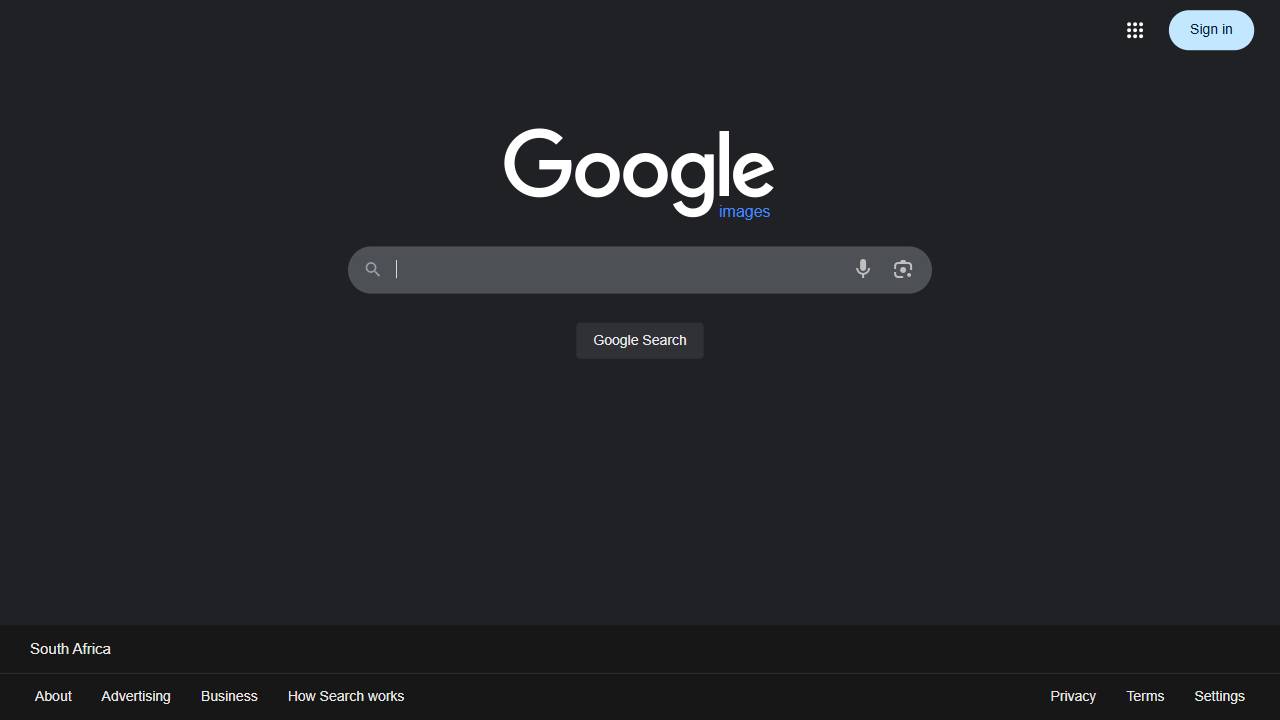 Sign in
Google
images
Google Search
South Africa
About Advertising Business How Search works Privacy Terms Settings